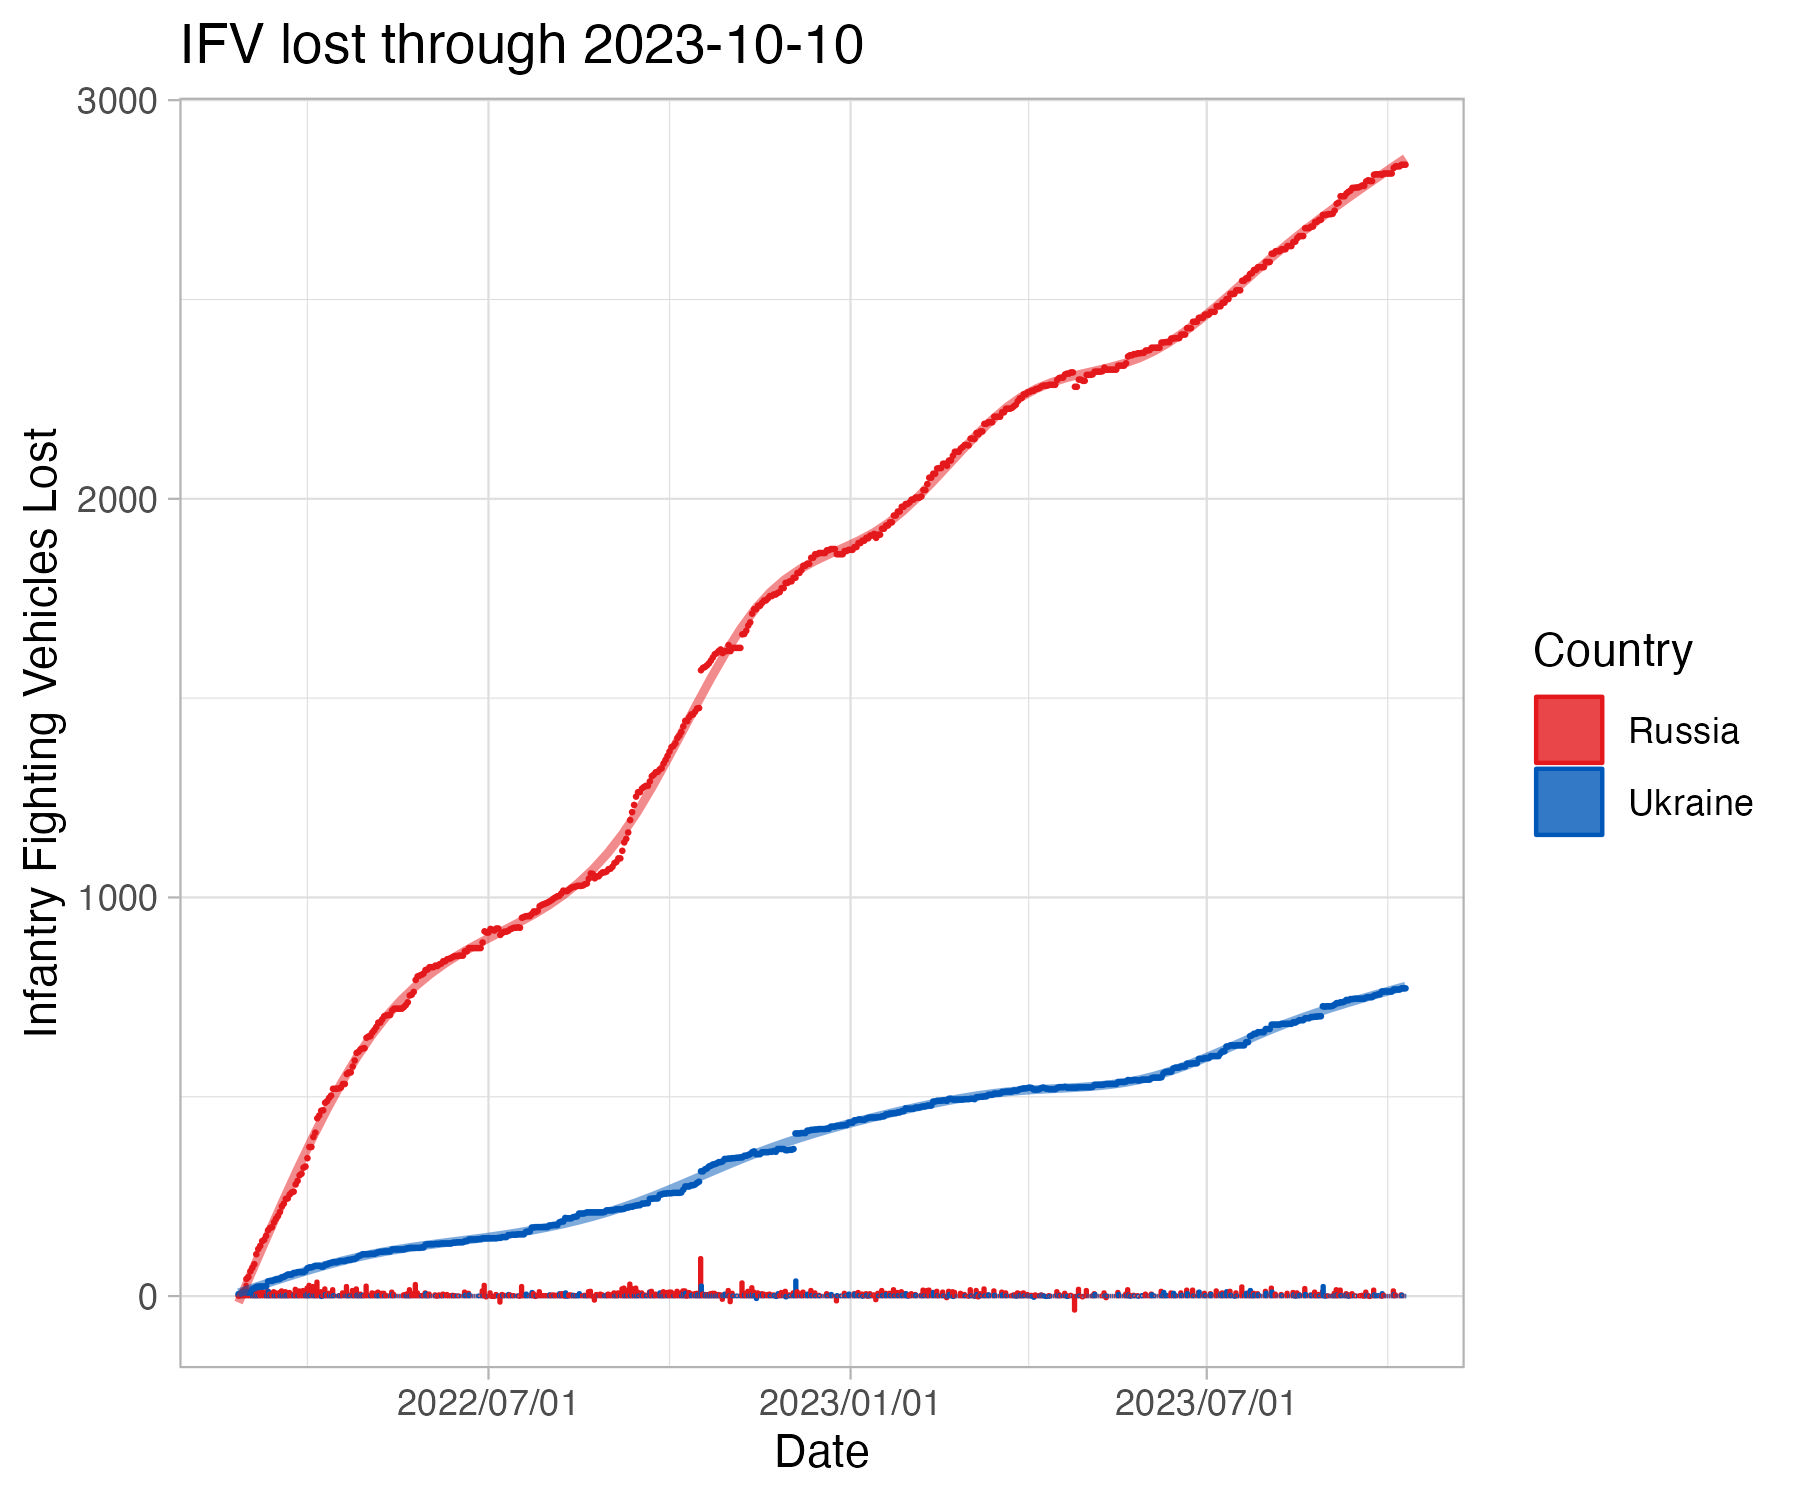 IFV lost through 2023-10-10
Infantry Fighting Vehicles Lost
3000
2000
1000
0
2022/07/01
2023/01/01
2023/07/01
Date
Country
Russia
Ukraine